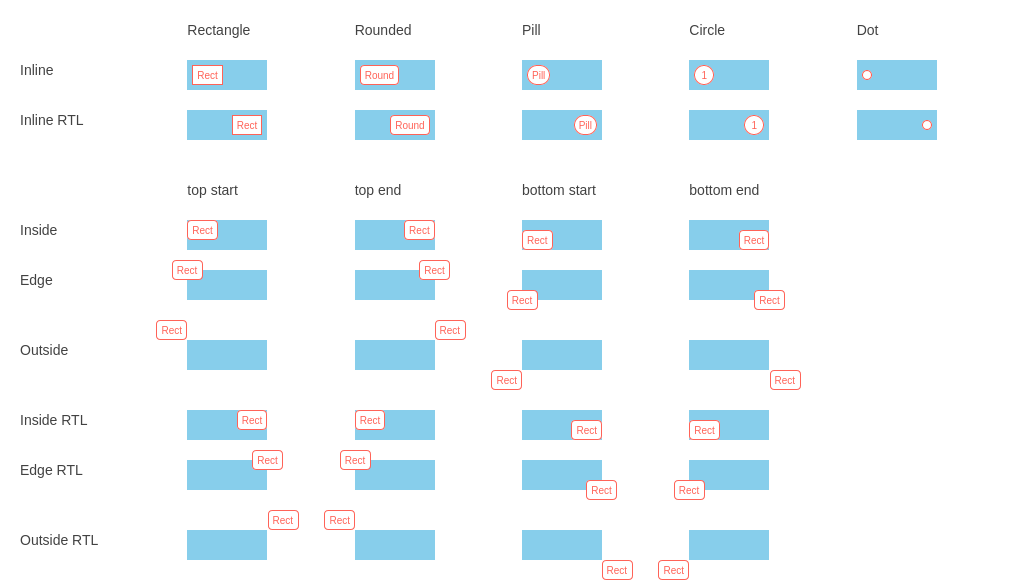 Rectangle Rounded Pill Circle Dot
Inline Rect Round Pill 1
Inline RTL Rect Round Pill 1
top start top end bottom start bottom end
Inside Rect Rect Rect Rect
Rect Rect
Edge
Rect Rect
Rect Rect
Outside
Rect Rect
Inside RTL Rect Rect Rect Rect
Rect Rect
Edge RTL
Rect Rect
Rect Rect
Outside RTL
Rect Rect